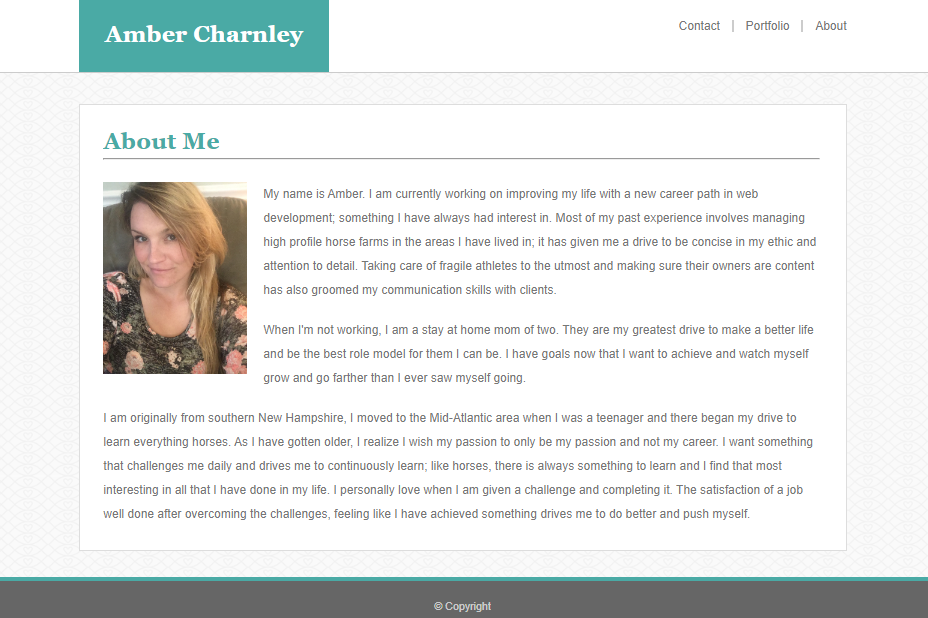 Amber Charnley
Contact | Portfolio | About
About Me
My name is Amber. I am currently working on improving my life with a new career path in web
development; something I have always had interest in. Most of my past experience involves managing
high profile horse farms in the areas I have lived in; it has given me a drive to be concise in my ethic and
attention to detail. Taking care of fragile athletes to the utmost and making sure their owners are content
has also groomed my communication skills with clients.
When I'm not working, I am a stay at home mom of two. They are my greatest drive to make a better life
and be the best role model for them I can be. I have goals now that I want to achieve and watch myself
grow and go farther than I ever saw myself going.
I am originally from southern New Hampshire, I moved to the Mid-Atlantic area when I was a teenager and there began my drive to
learn everything horses. As I have gotten older, I realize I wish my passion to only be my passion and not my career. I want something
that challenges me daily and drives me to continuously learn; like horses, there is always something to learn and I find that most
interesting in all that I have done in my life. I personally love when I am given a challenge and completing it. The satisfaction of a job
well done after overcoming the challenges, feeling like I have achieved something drives me to do better and push myself.
© Copyright